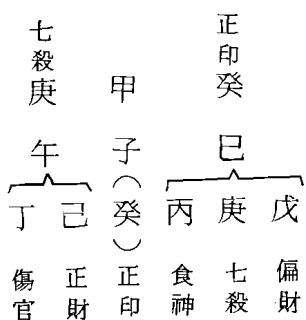 正印癸
巳
戊 偏財
庚 七殺
丙 食神
甲
子(癸) 正印
七殺庚
午
己 正財
丁 傷官